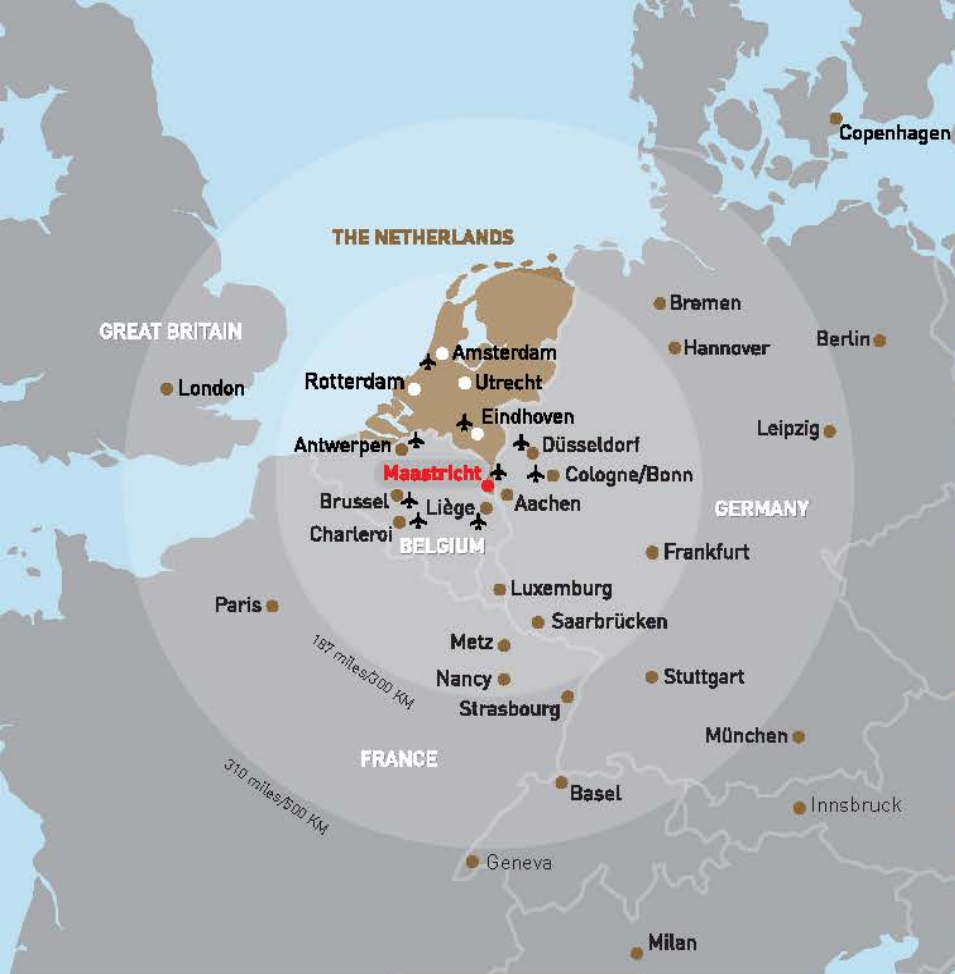 Copenhagen
THE NETHERLANDS
Bremen
GREAT BRITAIN
Berlin
Hannover
Amsterdam
Rotterdam
Utrecht
London
Eindhoven
Leipzig
Antwerpen
Düsseldorf
Maastricht
Cologne/Bonn
Brussel
Liège
Aachen
GERMANY
Charleroi
BELGIUM
Frankfurt
Luxemburg
Paris
Saarbrücken
Metz
187 miles/300 KM
Nancy
Stuttgart
Strasbourg
München
FRANCE
310 miles/500 KM
Basel
Innsbruck
Geneva
Milan